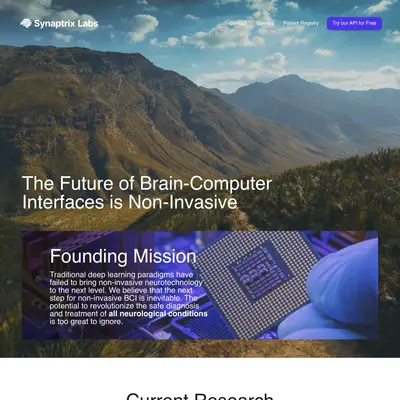 Synaptrix Labs
Contact
Careers
Patient Registry
Try our API for Free
The Future of Brain-Computer
Interfaces is Non-Invasive
Founding Mission
Traditional deep learning paradigms have
failed to bring non-invasive neurotechnology
to the next level. We believe that the next
step for non-invasive BCI is inevitable. The
potential to revolutionize the safe diagnosis
and treatment of all neurological conditions
is too great to ignore.
Current Research